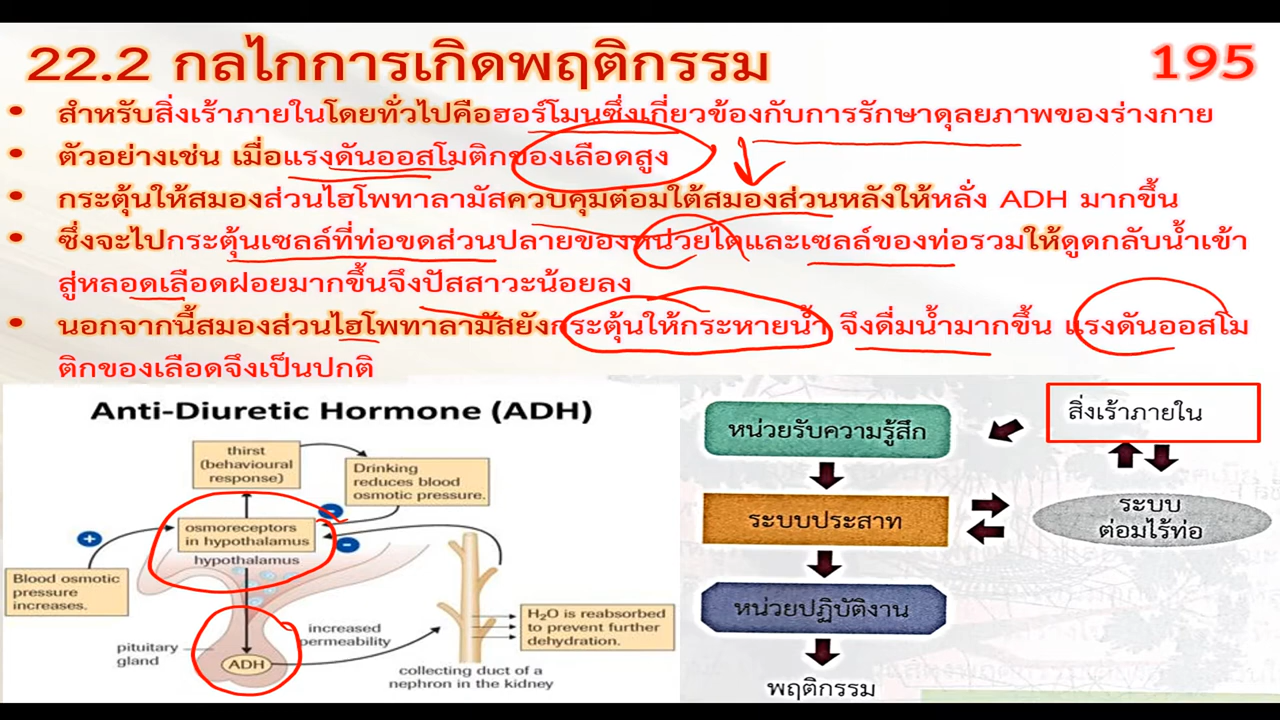 22.2 กลไกการเกิดพฤติกรรม
195
• สำหรับสิ่งเร้าภายในโดยทั่วไปคือฮอร์โมนซึ่งเกี่ยวข้องกับการรักษาดุลยภาพของร่างกาย
• ตัวอย่างเช่น เมื่อแรงดันออสโมติกของเลือดสูง
• กระตุ้นให้สมองส่วนไฮโพทาลามัสควบคุมต่อมใต้สมองส่วนหลังให้หลั่ง ADH มากขึ้น
• ซึ่งจะไปกระตุ้นเซลล์ที่ท่อขดส่วนปลายของหน่วยไตและเซลล์ของท่อรวมให้ดูดกลับน้ำเข้า
สู่หลอดเลือดฝอยมากขึ้นจึงปัสสาวะน้อยลง
• นอกจากนี้สมองส่วนไฮโพทาลามัสยังกระตุ้นให้กระหายน้ำ จึงดื่มน้ำมากขึ้น แรงดันออสโม
ติกของเลือดจึงเป็นปกติ
Anti-Diuretic Hormone (ADH)
thirst
(behavioural
response)
Drinking
reduces blood
osmotic pressure.
osmoreceptors
in hypothalamus
hypothalamus
Blood osmotic
pressure
increases.
pituitary
gland
ADH
increased
permeability
H₂O is reabsorbed
to prevent further
dehydration.
collecting duct of a
nephron in the kidney
หน่วยรับความรู้สึก
สิ่งเร้าภายใน
ระบบประสาท
ระบบ
ต่อมไร้ท่อ
หน่วยปฏิบัติงาน
พฤติกรรม